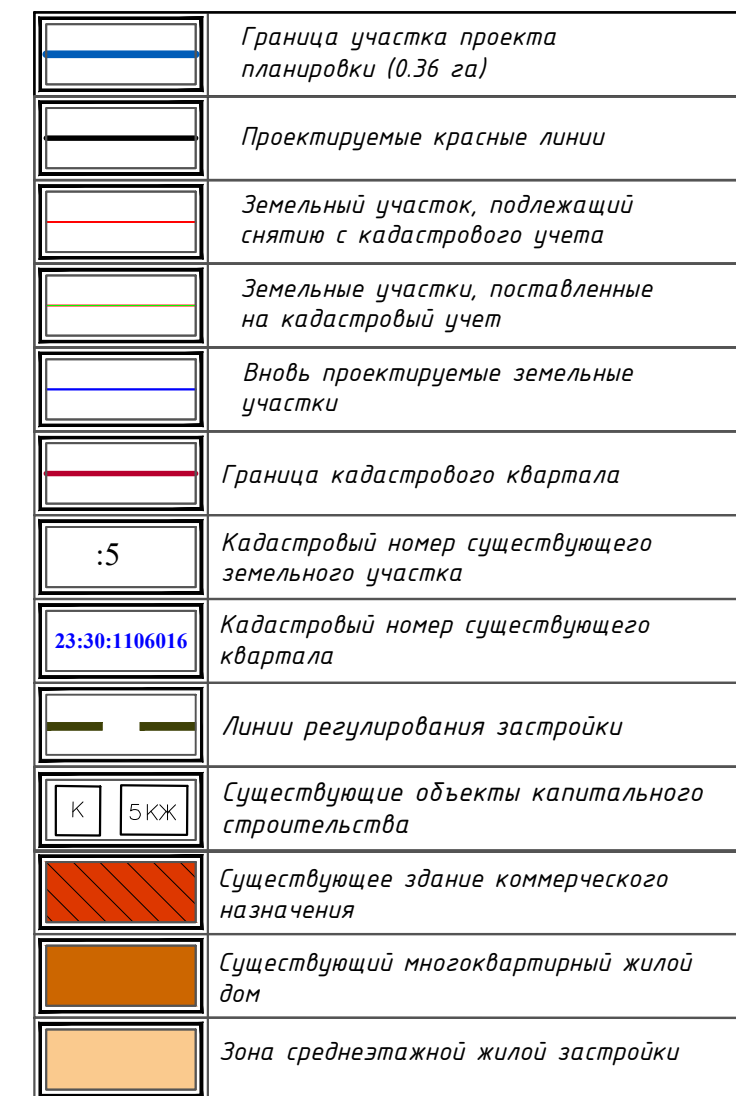 Граница участка проекта
планировки (0.36 га)
Проектируемые красные линии
Земельный участок, подлежащий
снятию с кадастрового учета
Земельные участки, поставленные
на кадастровый учет
Вновь проектируемые земельные
участки
Граница кадастрового квартала
:5
Кадастровый номер существующего
земельного участка
23:30:1106016
Кадастровый номер существующего
квартала
Линии регулирования застройки
К 5КЖ
Существующие объекты капитального
строительства
Существующее здание коммерческого
назначения
Существующий многоквартирный жилой
дом
Зона среднеэтажной жилой застройки